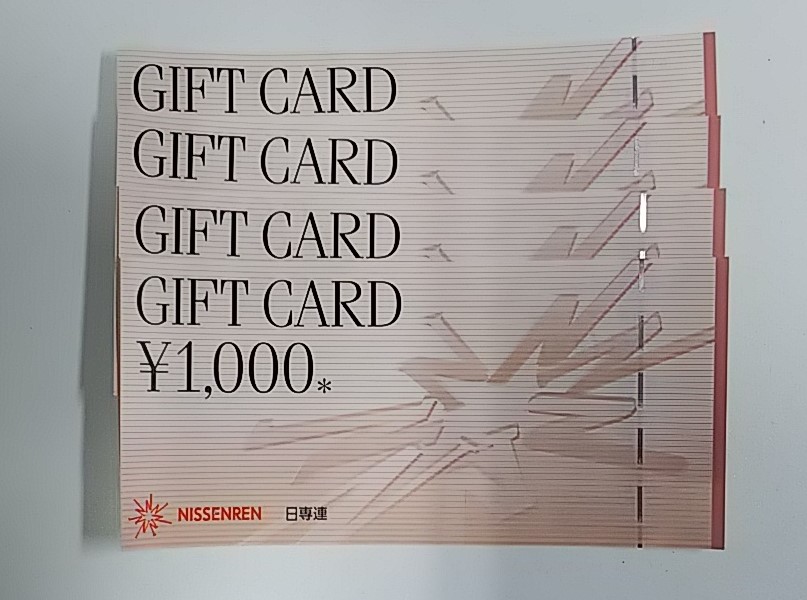 GIFT CARD
GIFT CARD
GIFT CARD
GIFT CARD
¥1,000*
NISSENREN 日専連